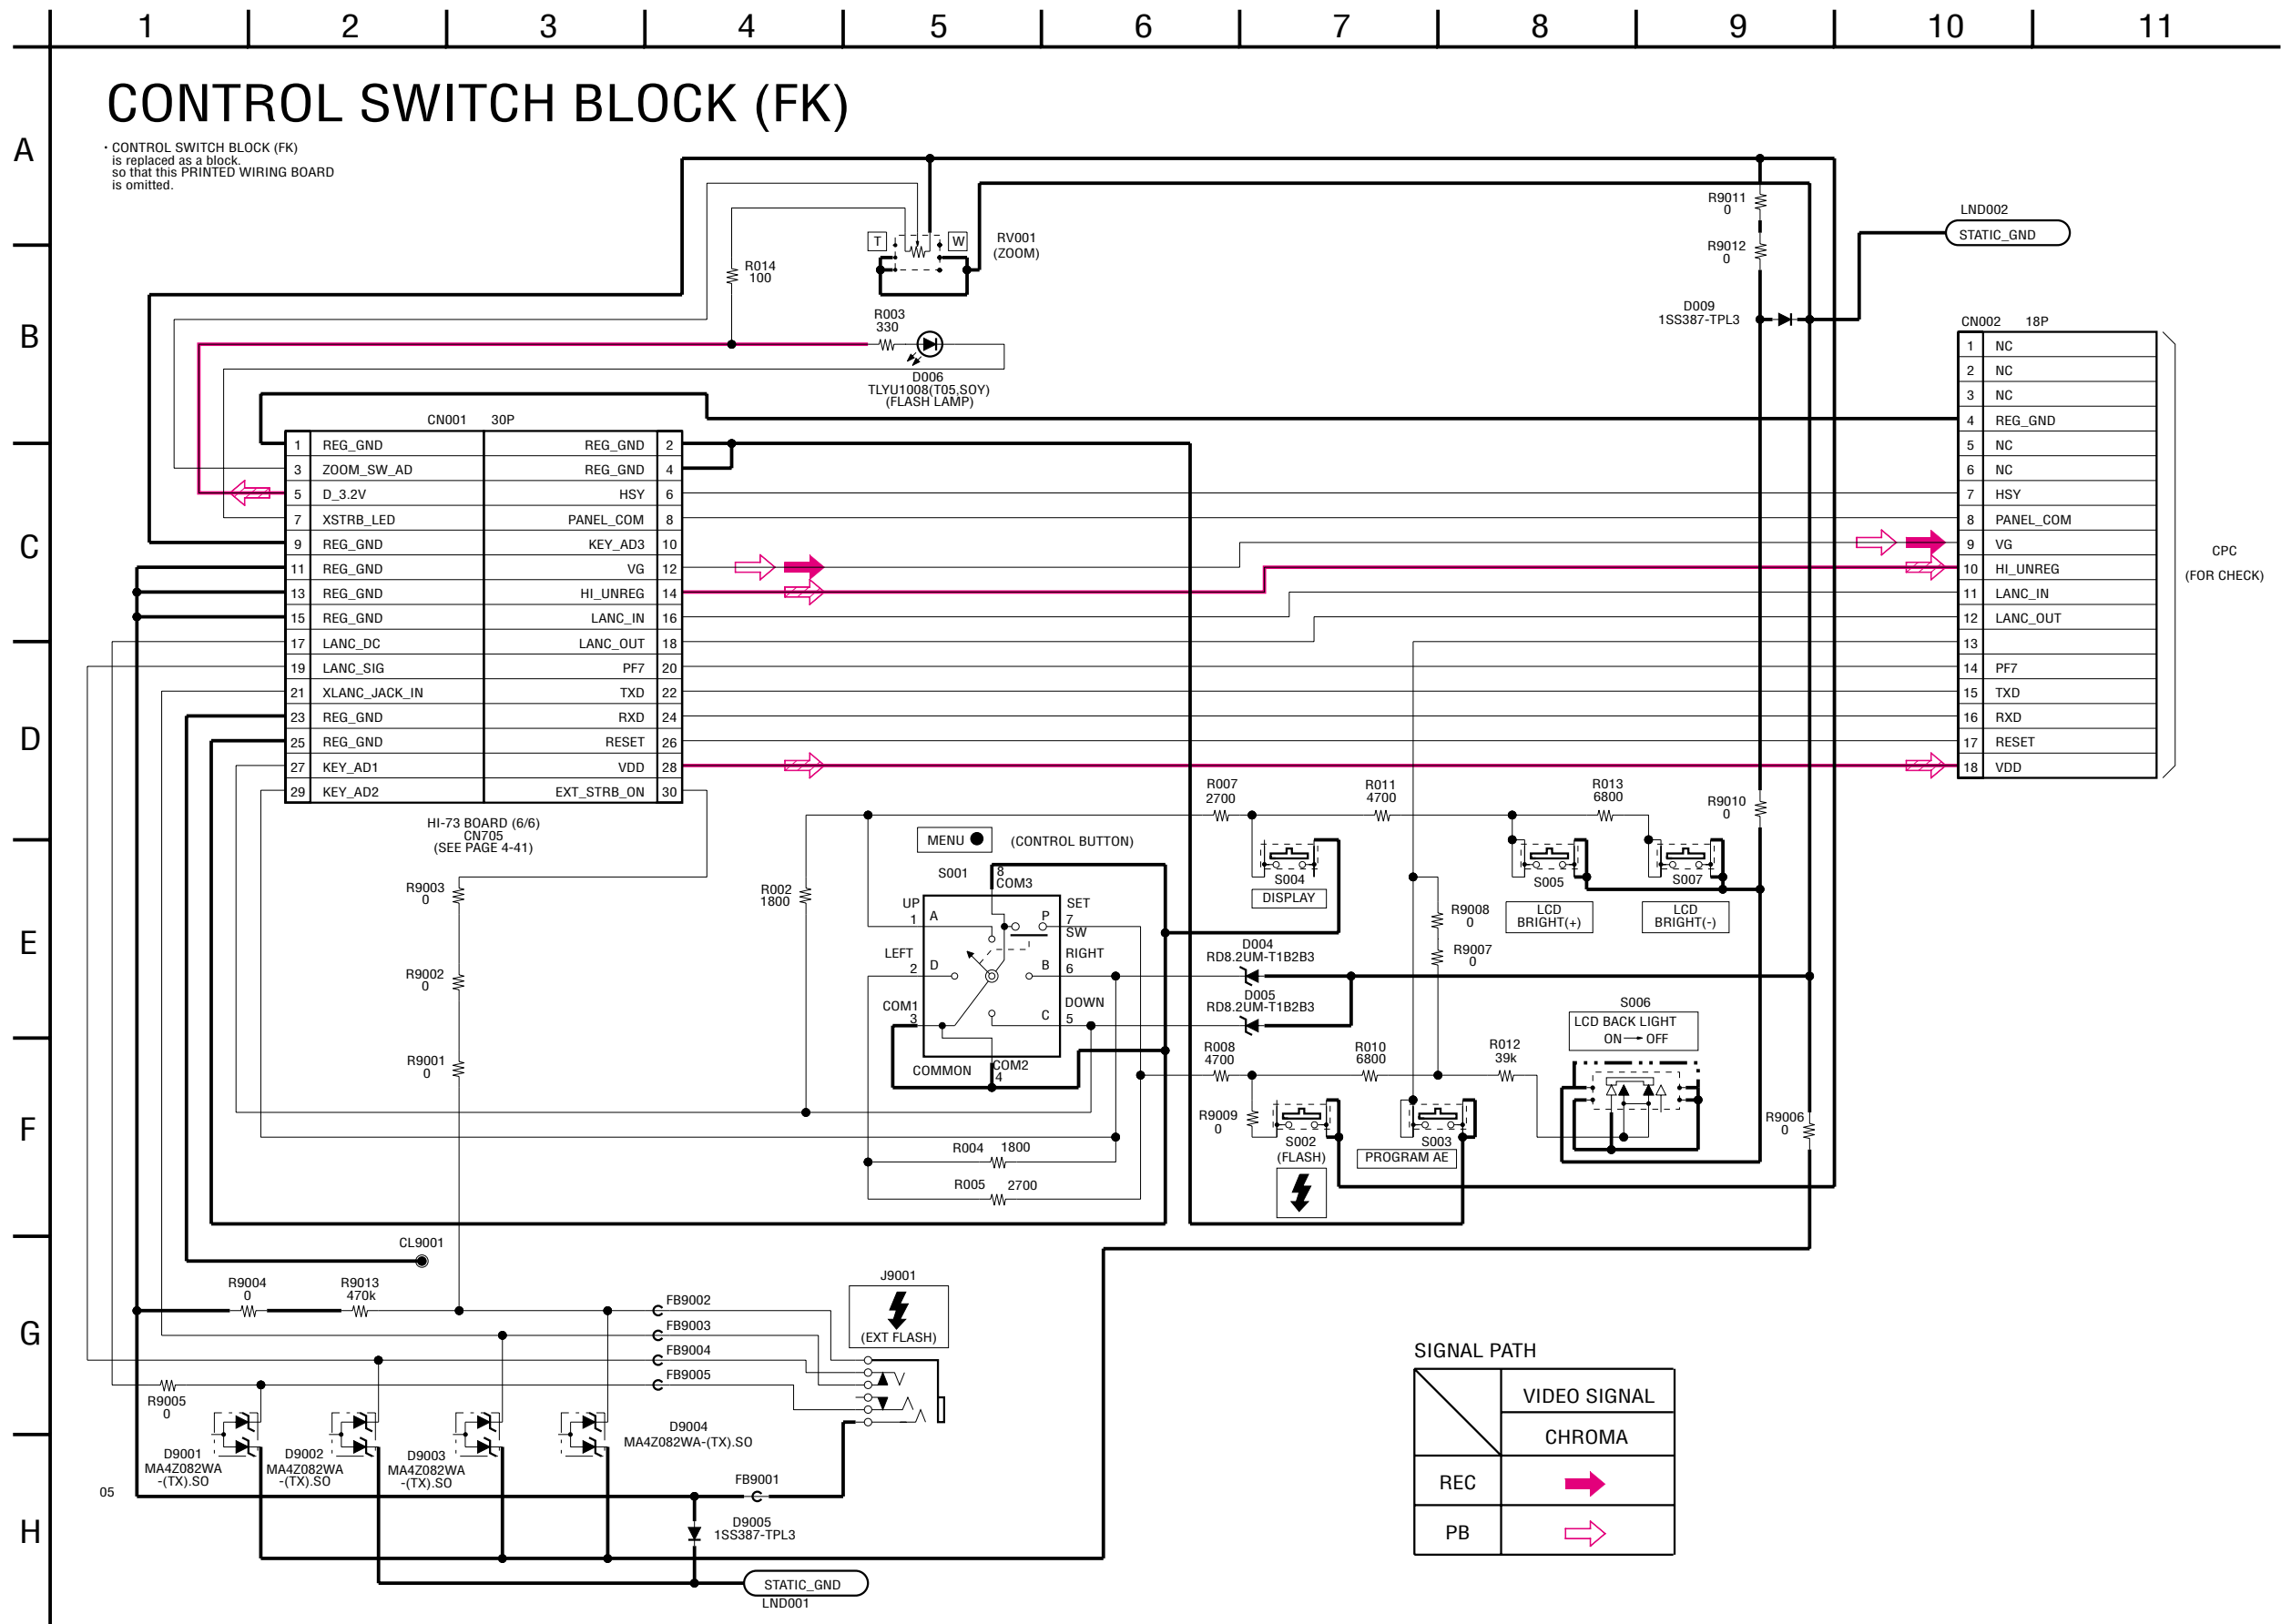 1 2 3 4 5 6 7 8 9 10 11
A
B
C
D
E
F
G
H
CONTROL SWITCH BLOCK (FK)
• CONTROL SWITCH BLOCK (FK)
is replaced as a block.
so that this PRINTED WIRING BOARD
is omitted.
T
W
RV001
(ZOOM)
R014
100
R003
330
D006
TLYU1008(T05,SOY)
(FLASH LAMP)
R9011
0
R9012
0
D009
1SS387-TPL3
LND002
STATIC_GND
CN001 30P
1 REG_GND REG_GND 2
3 ZOOM_SW_AD REG_GND 4
5 D_3.2V HSY 6
7 XSTRB_LED PANEL_COM 8
9 REG_GND KEY_AD3 10
11 REG_GND VG 12
13 REG_GND HI_UNREG 14
15 REG_GND LANC_IN 16
17 LANC_DC LANC_OUT 18
19 LANC_SIG PF7 20
21 XLANC_JACK_IN TXD 22
23 REG_GND RXD 24
25 REG_GND RESET 26
27 KEY_AD1 VDD 28
29 KEY_AD2 EXT_STRB_ON 30
HI-73 BOARD (6/6)
CN705
(SEE PAGE 4-41)
CN002 18P
1 NC
2 NC
3 NC
4 REG_GND
5 NC
6 NC
7 HSY
8 PANEL_COM
9 VG
10 HI_UNREG
11 LANC_IN
12 LANC_OUT
13
14 PF7
15 TXD
16 RXD
17 RESET
18 VDD
CPC
(FOR CHECK)
R007
2700
R011
4700
R013
6800
R9010
0
MENU ● (CONTROL BUTTON)
S001
8
COM3
UP
1
A
P
SET
7
SW
LEFT
2
D
B
RIGHT
6
COM1
3
C
DOWN
5
COMMON
COM2
4
R002
1800
R9003
0
R9002
0
R9001
0
S004
DISPLAY
S005
LCD
BRIGHT(+)
S007
LCD
BRIGHT(-)
R9008
0
R9007
0
D004
RD8.2UM-T1B2B3
D005
RD8.2UM-T1B2B3
S006
LCD BACK LIGHT
ON → OFF
R008
4700
R010
6800
R012
39k
R9009
0
S002
(FLASH)
S003
PROGRAM AE
R9006
0
R004 1800
R005 2700
CL9001
R9004
0
R9013
470k
R9005
0
FB9002
FB9003
FB9004
FB9005
J9001
(EXT FLASH)
D9001
MA4Z082WA
-(TX).SO
D9002
MA4Z082WA
-(TX).SO
D9003
MA4Z082WA
-(TX).SO
D9004
MA4Z082WA-(TX).SO
FB9001
05
D9005
1SS387-TPL3
STATIC_GND
LND001
SIGNAL PATH
VIDEO SIGNAL
CHROMA
REC
PB